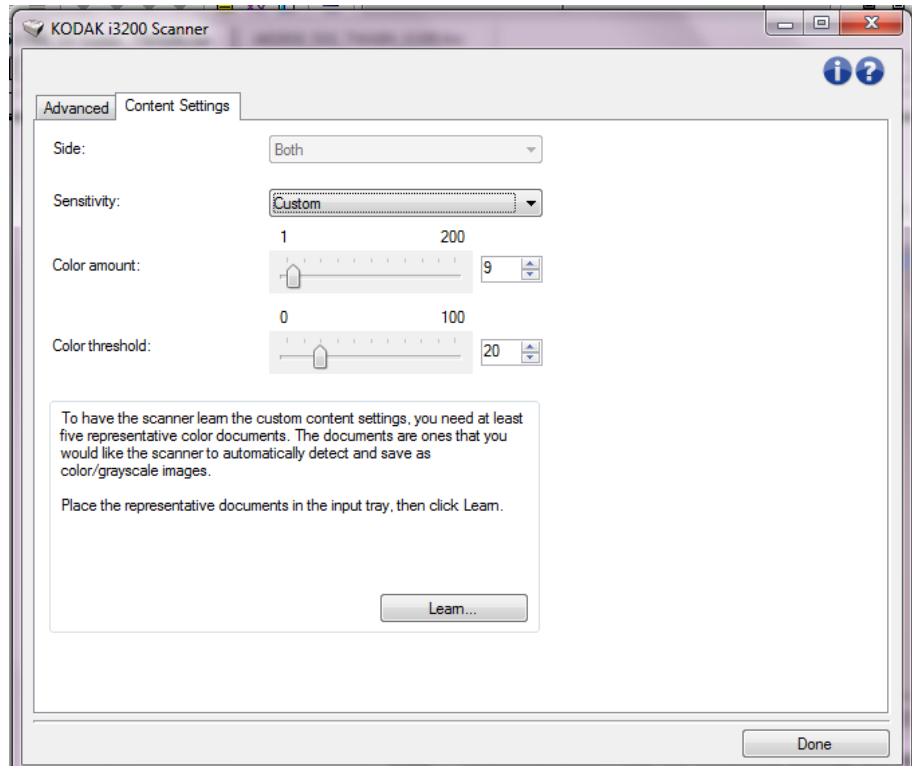 KODAK i3200 Scanner
Advanced
Content Settings
Side:
Both
Sensitivity:
Custom
1 200
Color amount:
9
0 100
Color threshold:
20
To have the scanner learn the custom content settings, you need at least
five representative color documents. The documents are ones that you
would like the scanner to automatically detect and save as
color/grayscale images.
Place the representative documents in the input tray, then click Learn.
Learn...
Done